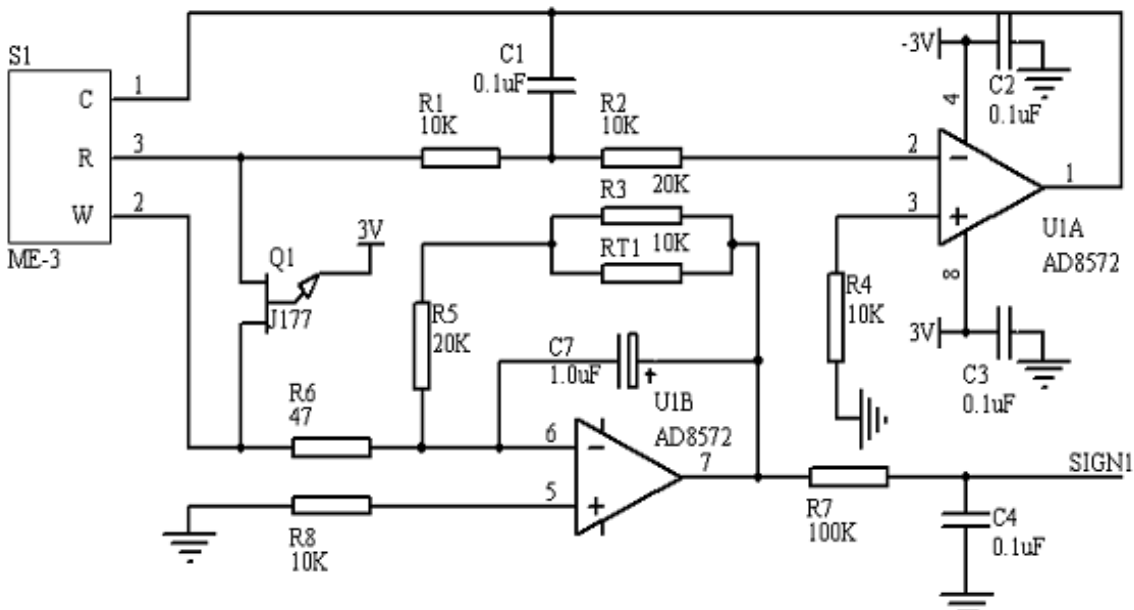 S1
C 1
R 3
W 2
ME-3
C1
0.1uF
R1
10K
R2
10K
-3V
4
C2
0.1uF
2
3
1
U1A
AD8572
8
3V
C3
0.1uF
R4
10K
20K
R3
10K
RT1
3V
Q1
J177
R5
20K
C7
1.0uF
U1B
AD8572
R6
47
6
5
7
R8
10K
R7
100K
SIGN1
C4
0.1uF